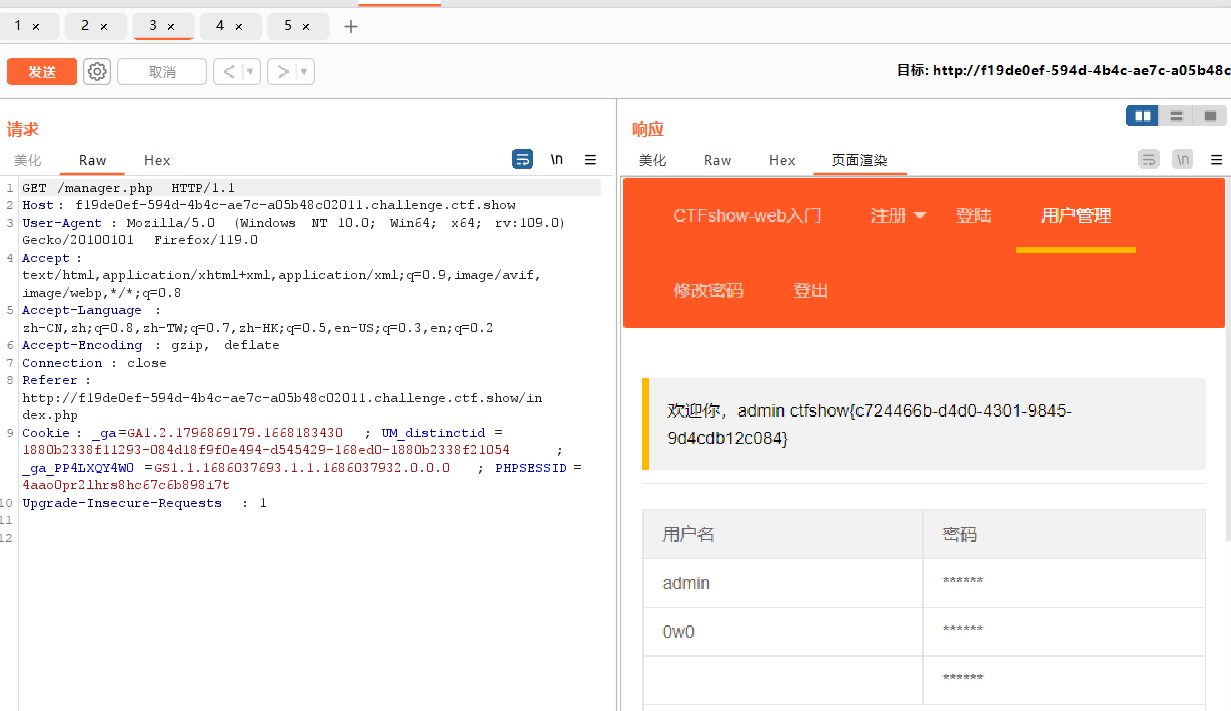 1 × 2 × 3 × 4 × 5 × +
发送 取消 < ▼ > ▼ 目标: http://f19de0ef-594d-4b4c-ae7c-a05b48c
请求
美化 Raw Hex \n ≡
1 GET /manager.php HTTP/1.1
2 Host: f19de0ef-594d-4b4c-ae7c-a05b48c02011.challenge.ctf.show
3 User-Agent : Mozilla/5.0 (Windows NT 10.0; Win64; x64; rv:109.0)
Gecko/20100101 Firefox/119.0
4 Accept :
text/html,application/xhtml+xml,application/xml;q=0.9,image/avif,
image/webp,*/*;q=0.8
5 Accept-Language :
zh-CN,zh;q=0.8,zh-TW;q=0.7,zh-HK;q=0.5,en-US;q=0.3,en;q=0.2
6 Accept-Encoding : gzip, deflate
7 Connection : close
8 Referer :
http://f19de0ef-594d-4b4c-ae7c-a05b48c02011.challenge.ctf.show/in
dex.php
9 Cookie : _ga=GA1.2.1796869179.1668183430 ; UM_distinctid =
1880b2338f11293-084d18f9f0e494-d545429-168ed0-1880b2338f21054 ;
_ga_PP4LXQY4W0 =GS1.1.1686037693.1.1.1686037932.0.0.0 ; PHPSESSID =
4aao0pr2lhrs8hc67c6b898i7t
10 Upgrade-Insecure-Requests : 1
11
12
响应
美化 Raw Hex 页面渲染 \n ≡
CTFshow-web入门 注册 登陆 用户管理
修改密码 登出
欢迎你，admin ctfshow{c724466b-d4d0-4301-9845-
9d4cdb12c084}
用户名 密码
admin ******
0w0 ******
******